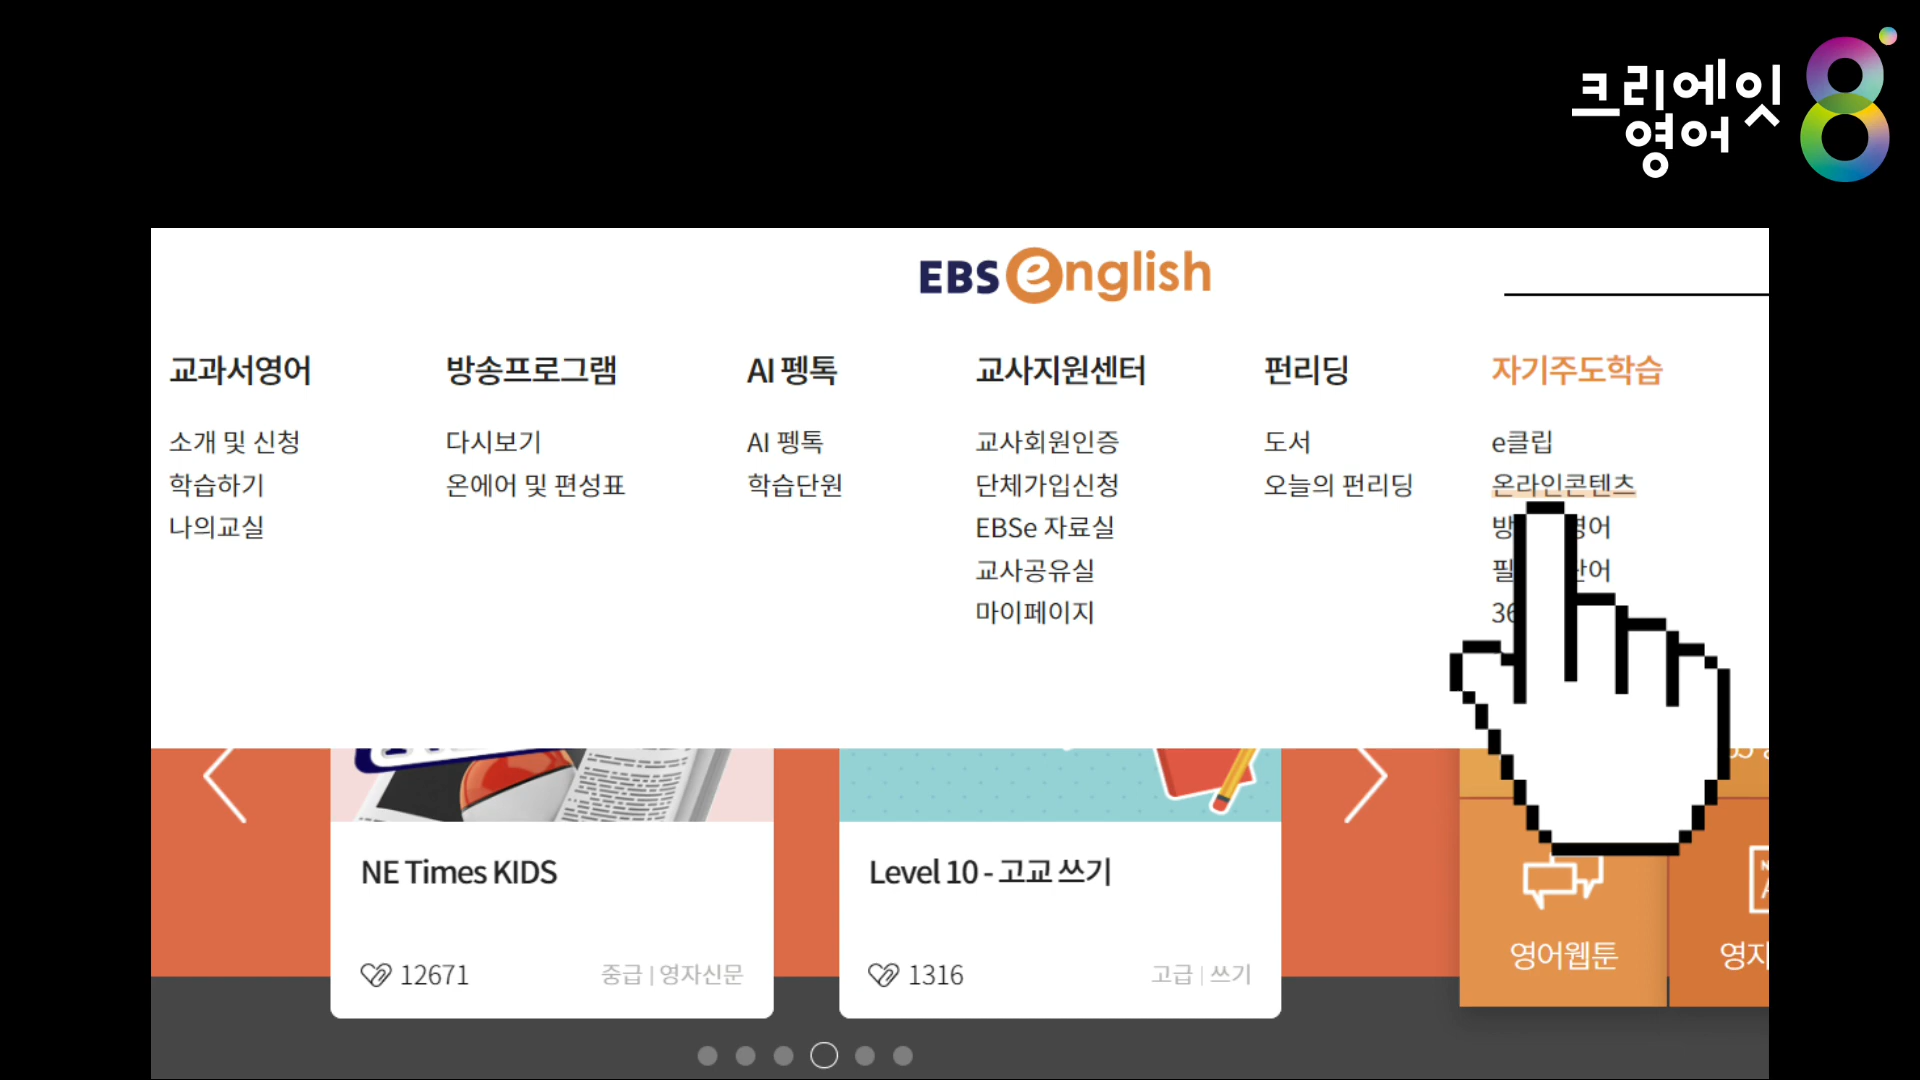 크리에잇
영어
8
EBS english
교과서영어
방송프로그램
AI 펭톡
교사지원센터
펀리딩
자기주도학습
소개 및 신청
학습하기
나의교실
다시보기
온에어 및 편성표
AI 펭톡
학습단원
교사회원인증
단체가입신청
EBSe 자료실
교사공유실
마이페이지
도서
오늘의 펀리딩
e클립
온라인콘텐츠
NE Times KIDS
12671
중급 | 영자신문
Level 10 - 고교 쓰기
1316
고급 | 쓰기
영어웹툰